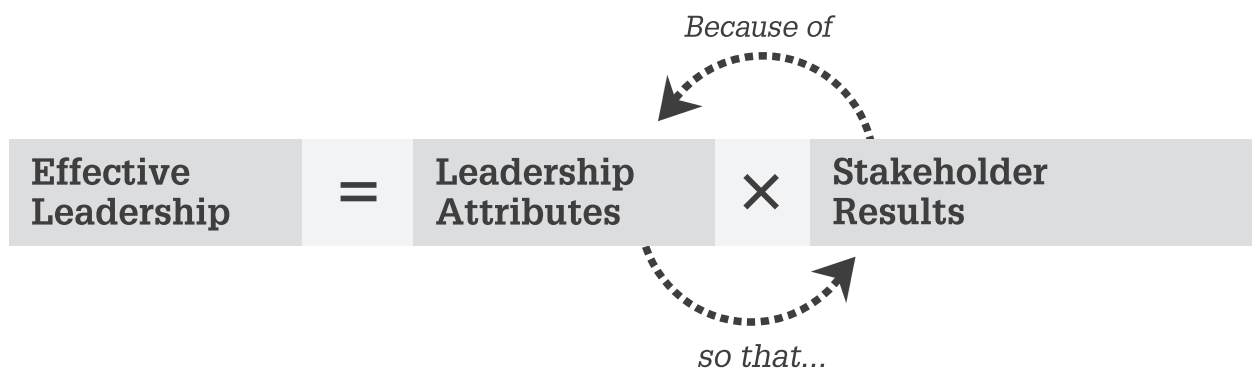 Because of
Effective
Leadership
=
Leadership
Attributes
×
Stakeholder
Results
so that...